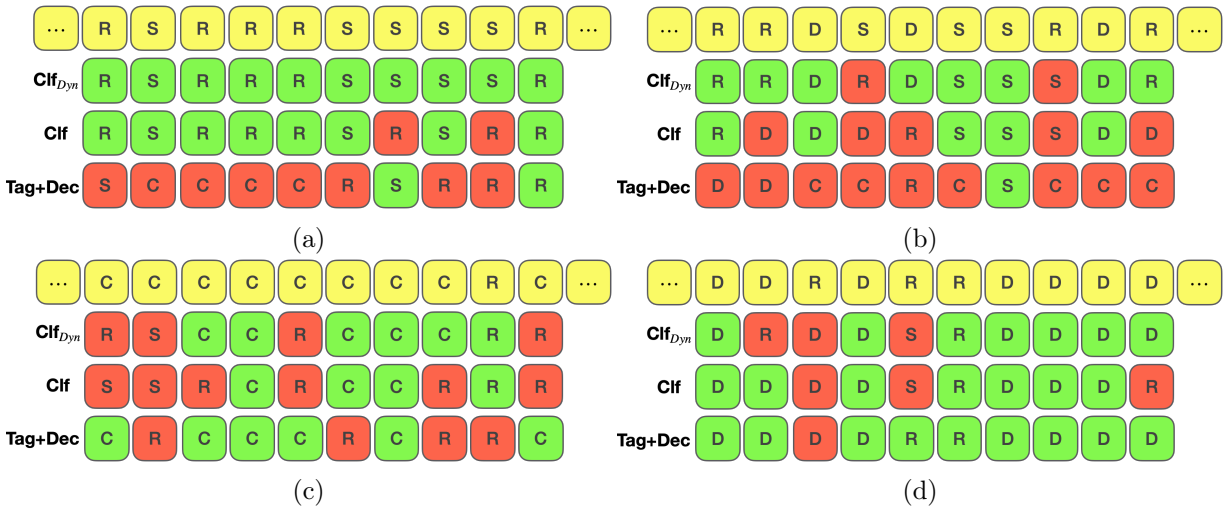 ... R S R R R S S S S R ...
Clf_Dyn R S R R R S S S S R
Clf R S R R R S R S R R
Tag+Dec S C C C C R S R R R
(a)
... R R D S D S S R D R ...
Clf_Dyn R R D R D S S S D R
Clf R D D D R S S S D D
Tag+Dec D D C C R C S C C C
(b)
... C C C C C C C C R C ...
Clf_Dyn R S C C R C C C R R
Clf S S R C R C C R R R
Tag+Dec C R C C C R C R R C
(c)
... D D R D R R D D D D ...
Clf_Dyn D R D D S R D D D D
Clf D D D D S R D D D R
Tag+Dec D D D D R R D D D D
(d)